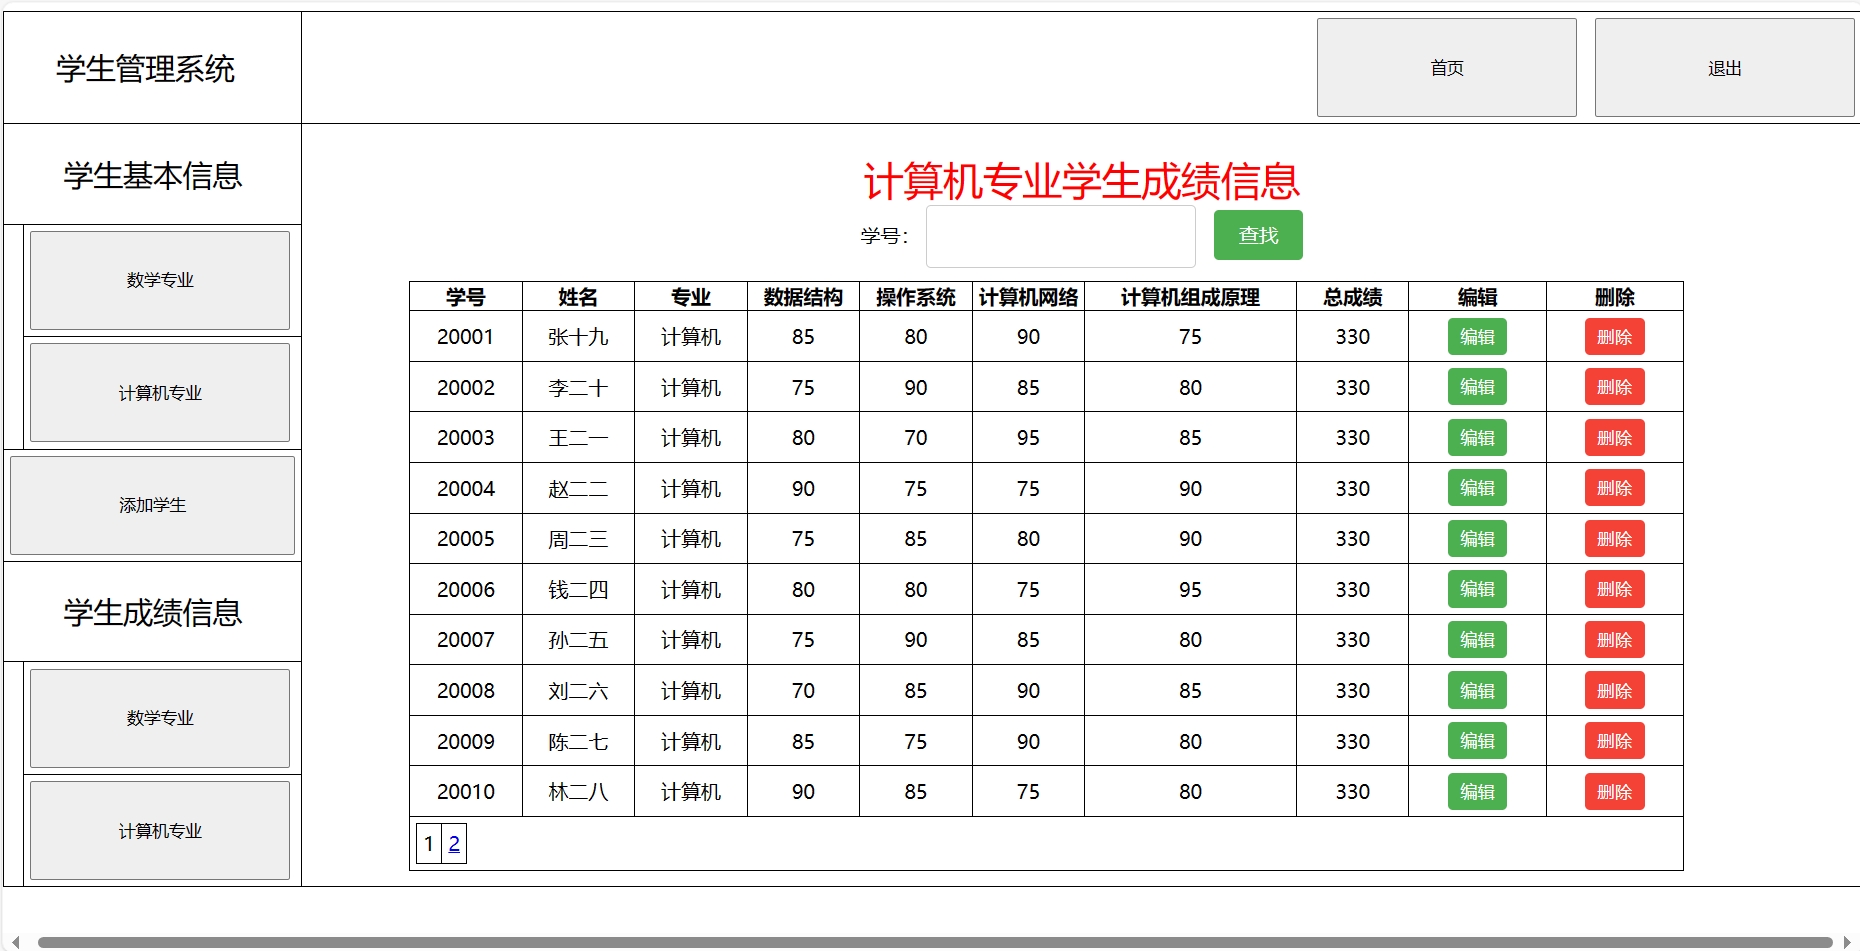 学生管理系统
首页 退出
学生基本信息
数学专业
计算机专业
添加学生
学生成绩信息
数学专业
计算机专业
计算机专业学生成绩信息
学号： 查找
学号 姓名 专业 数据结构 操作系统 计算机网络 计算机组成原理 总成绩 编辑 删除
20001 张十九 计算机 85 80 90 75 330 编辑 删除
20002 李二十 计算机 75 90 85 80 330 编辑 删除
20003 王二一 计算机 80 70 95 85 330 编辑 删除
20004 赵二二 计算机 90 75 75 90 330 编辑 删除
20005 周二三 计算机 75 85 80 90 330 编辑 删除
20006 钱二四 计算机 80 80 75 95 330 编辑 删除
20007 孙二五 计算机 75 90 85 80 330 编辑 删除
20008 刘二六 计算机 70 85 90 85 330 编辑 删除
20009 陈二七 计算机 85 75 90 80 330 编辑 删除
20010 林二八 计算机 90 85 75 80 330 编辑 删除
1 2